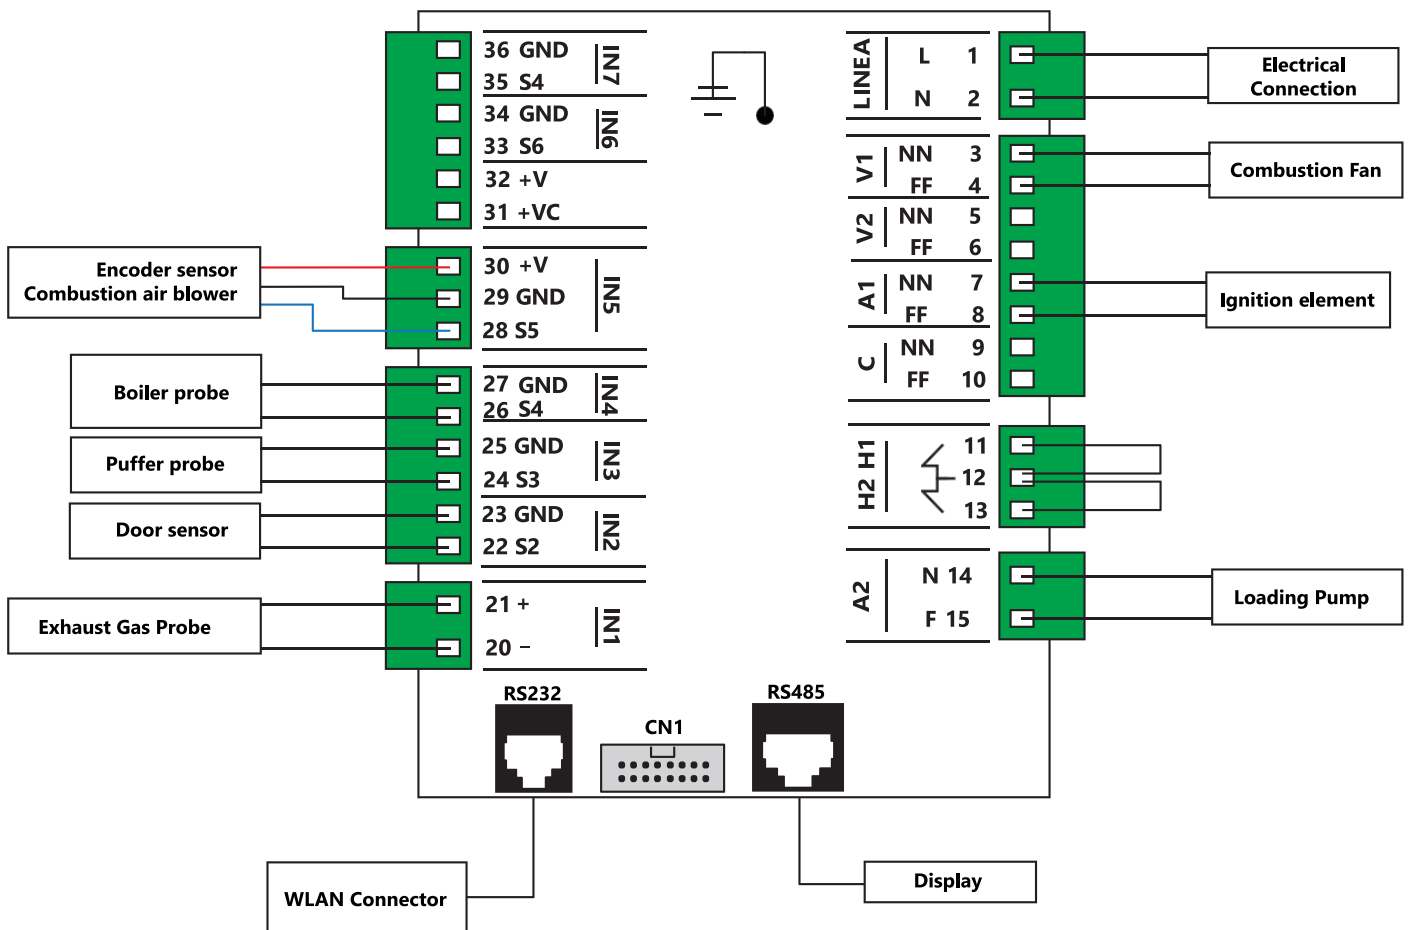 36 GND
35 S4
IN7
34 GND
33 S6
IN6
32 +V
31 +VC
Encoder sensor
Combustion air blower
30 +V
29 GND
28 S5
IN5
Boiler probe
27 GND
26 S4
IN4
Puffer probe
25 GND
24 S3
IN3
Door sensor
23 GND
22 S2
IN2
Exhaust Gas Probe
21 +
20 –
IN1
LINEA
L 1
N 2
Electrical
Connection
V1
NN 3
FF 4
Combustion Fan
V2
NN 5
FF 6
A1
NN 7
FF 8
Ignition element
C
NN 9
FF 10
H2 H1
11
12
13
A2
N 14
F 15
Loading Pump
RS232
CN1
RS485
WLAN Connector
Display